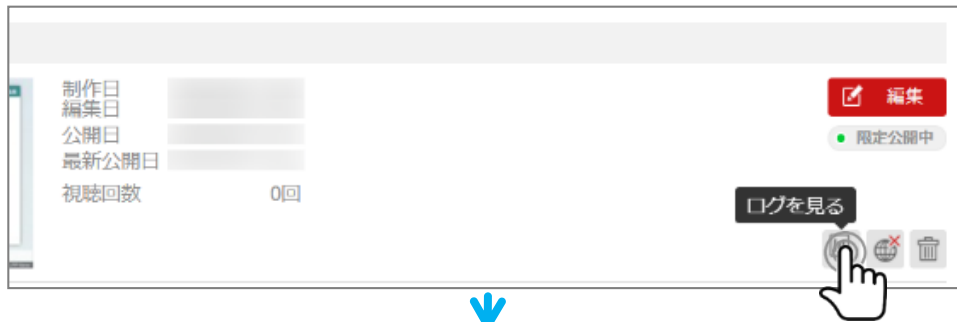 制作日
編集日
公開日
最新公開日
視聴回数 0回
編集
限定公開中
ログを見る